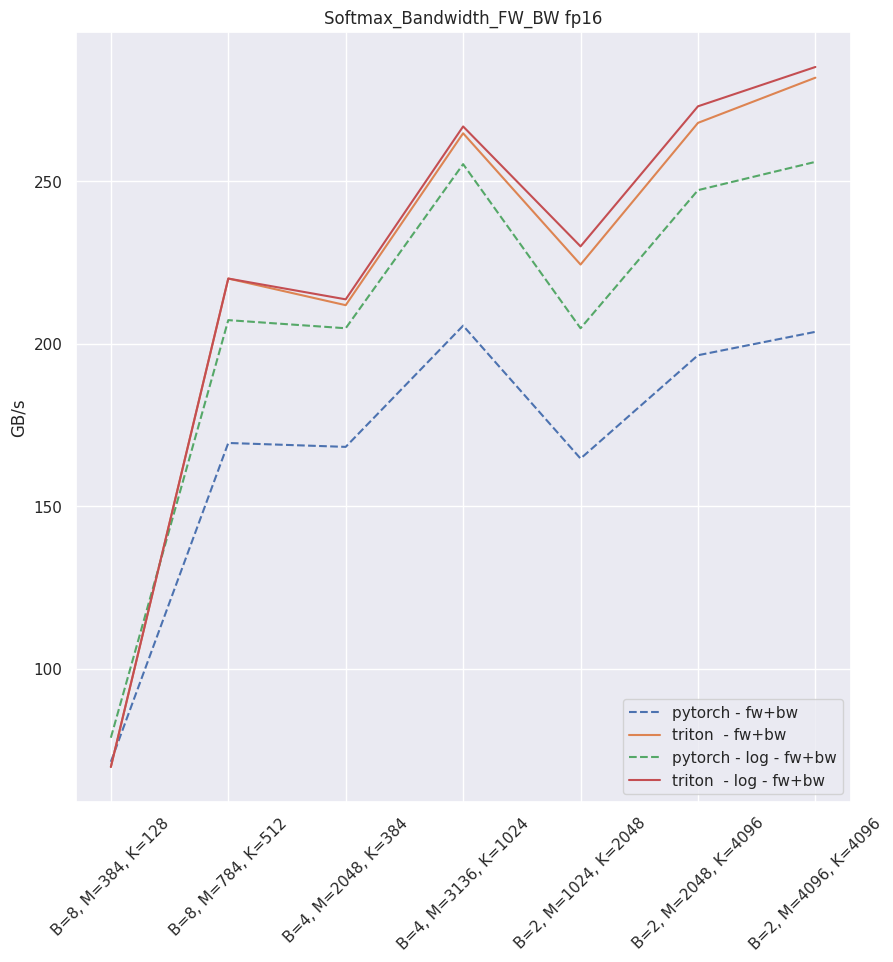 Softmax_Bandwidth_FW_BW fp16
GB/s
250
200
150
100
pytorch - fw+bw
triton  - fw+bw
pytorch - log - fw+bw
triton  - log - fw+bw
B=8, M=384, K=128
B=8, M=784, K=512
B=4, M=2048, K=384
B=4, M=3136, K=1024
B=2, M=1024, K=2048
B=2, M=2048, K=4096
B=2, M=4096, K=4096